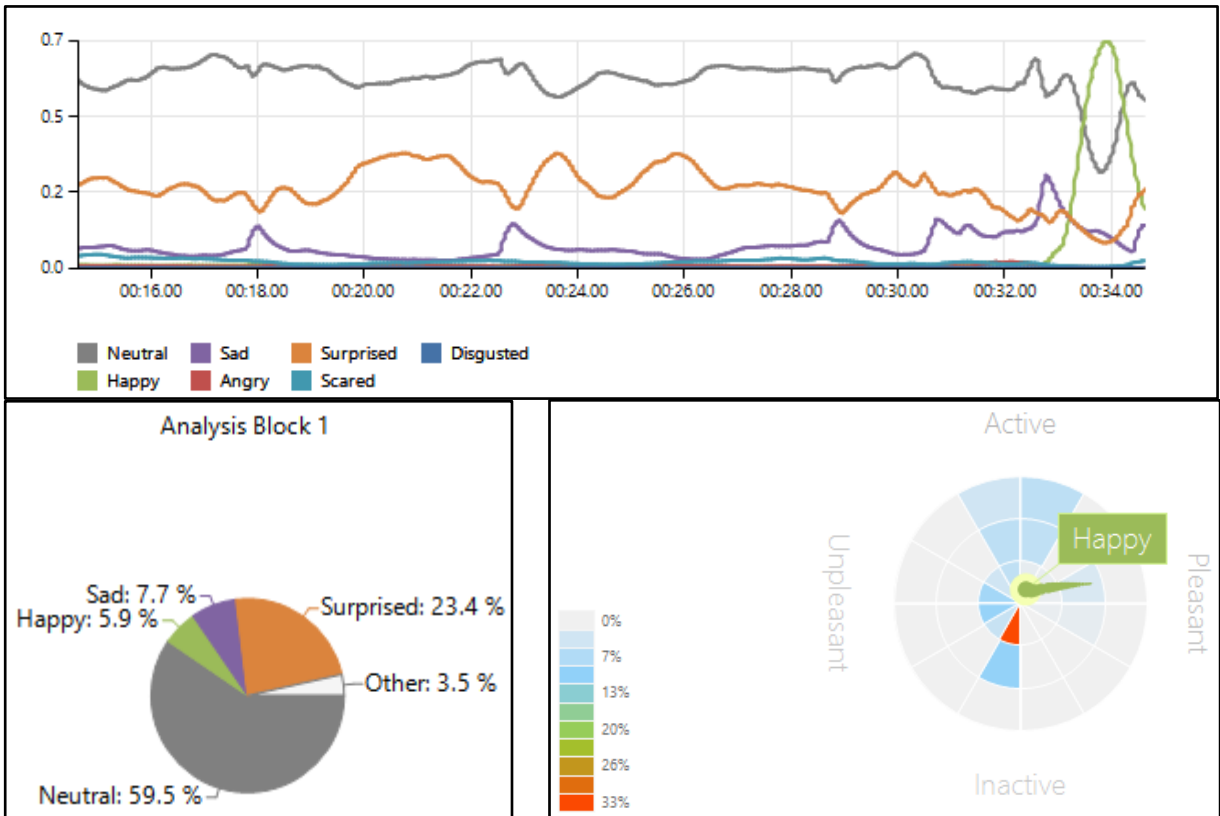 0.7
0.5
0.2
0.0
00:16.00 00:18.00 00:20.00 00:22.00 00:24.00 00:26.00 00:28.00 00:30.00 00:32.00 00:34.00
Neutral Sad Surprised Disgusted
Happy Angry Scared
Analysis Block 1
Sad: 7.7 %
Happy: 5.9 %
Surprised: 23.4 %
Other: 3.5 %
Neutral: 59.5 %
Active
Happy
Unpleasant
Pleasant
Inactive
0%
7%
13%
20%
26%
33%